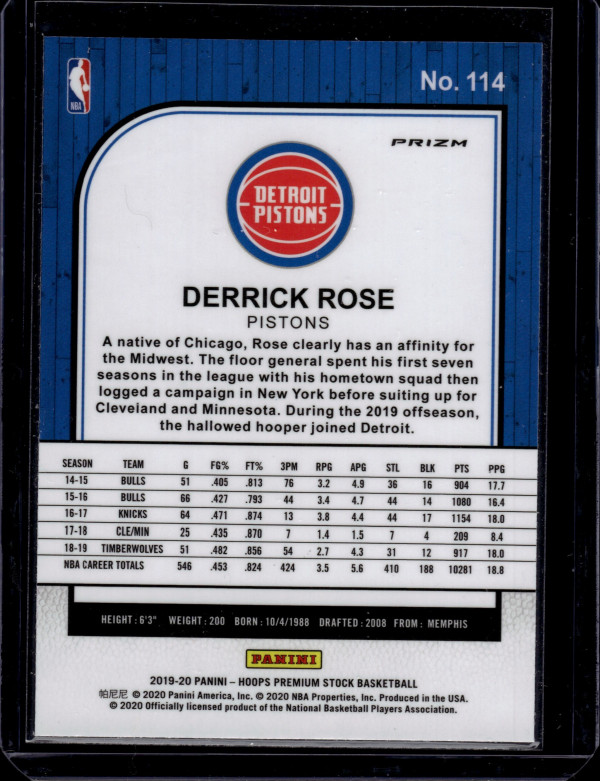 NBA
No. 114
PRIZM
DETROIT
PISTONS
DERRICK ROSE
PISTONS
A native of Chicago, Rose clearly has an affinity for
the Midwest. The floor general spent his first seven
seasons in the league with his hometown squad then
logged a campaign in New York before suiting up for
Cleveland and Minnesota. During the 2019 offseason,
the hallowed hooper joined Detroit.
SEASON TEAM G FG% FT% 3PM RPG APG STL BLK PTS PPG
14-15 BULLS 51 .405 .813 76 3.2 4.9 36 16 904 17.7
15-16 BULLS 66 .427 .793 44 3.4 4.7 44 14 1080 16.4
16-17 KNICKS 64 .471 .874 13 3.8 4.4 44 17 1154 18.0
17-18 CLE/MIN 25 .435 .870 7 1.4 1.5 7 4 209 8.4
18-19 TIMBERWOLVES 51 .482 .856 54 2.7 4.3 31 12 917 18.0
NBA CAREER TOTALS 546 .453 .824 424 3.5 5.6 410 188 10281 18.8
HEIGHT: 6'3" WEIGHT: 200 BORN: 10/4/1988 DRAFTED: 2008 FROM: MEMPHIS
PANINI
2019-20 PANINI – HOOPS PREMIUM STOCK BASKETBALL
帕尼尼 © 2020 Panini America, Inc. © 2020 NBA Properties, Inc. Produced in the USA.
© 2020 Officially licensed product of the National Basketball Players Association.